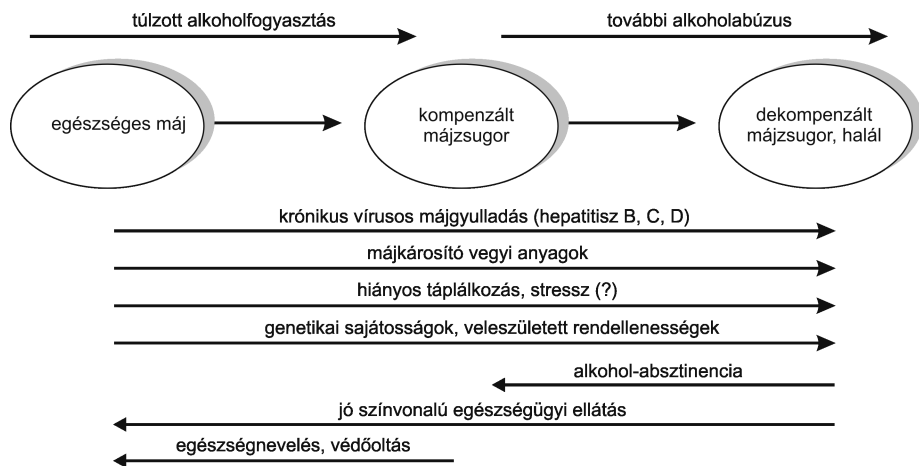 túlzott alkoholfogyasztás
további alkoholabúzus
egészséges máj
kompenzált
májzsugor
dekompenzált
májzsugor, halál
krónikus vírusos májgyulladás (hepatitisz B, C, D)
májkárosító vegyi anyagok
hiányos táplálkozás, stressz (?)
genetikai sajátosságok, veleszületett rendellenességek
alkohol-absztinencia
jó színvonalú egészségügyi ellátás
egészségnevelés, védőoltás